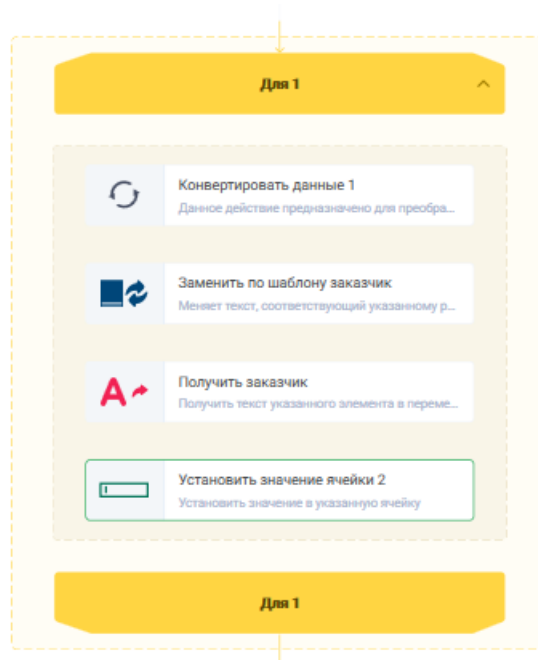 Для 1
Конвертировать данные 1
Данное действие предназначено для преобра...
Заменить по шаблону заказчик
Меняет текст, соответствующий указанному р...
Получить заказчик
Получить текст указанного элемента в переме...
Установить значение ячейки 2
Установить значение в указанную ячейку
Для 1